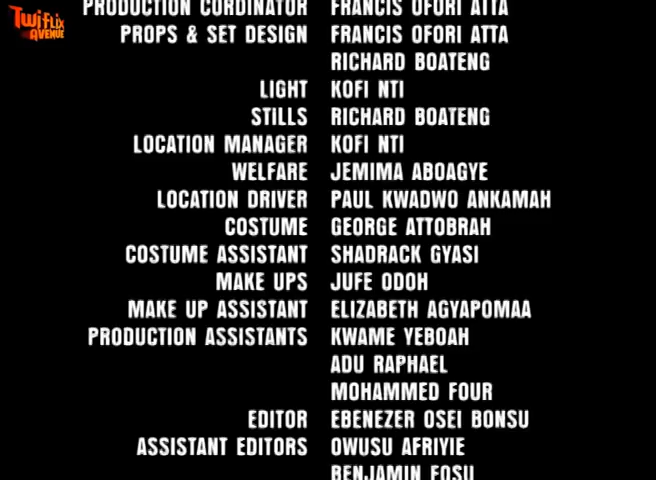 Twiflix
AVENUE
PRODUCTION CORDINATOR FRANCIS OFORI ATTA
PROPS & SET DESIGN FRANCIS OFORI ATTA
RICHARD BOATENG
LIGHT KOFI NTI
STILLS RICHARD BOATENG
LOCATION MANAGER KOFI NTI
WELFARE JEMIMA ABOAGYE
LOCATION DRIVER PAUL KWADWO ANKAMAH
COSTUME GEORGE ATTOBRAH
COSTUME ASSISTANT SHADRACK GYASI
MAKE UPS JUFE ODOH
MAKE UP ASSISTANT ELIZABETH AGYAPOMAA
PRODUCTION ASSISTANTS KWAME YEBOAH
ADU RAPHAEL
MOHAMMED FOUR
EDITOR EBENEZER OSEI BONSU
ASSISTANT EDITORS OWUSU AFRIYIE
BENJAMIN FOSU